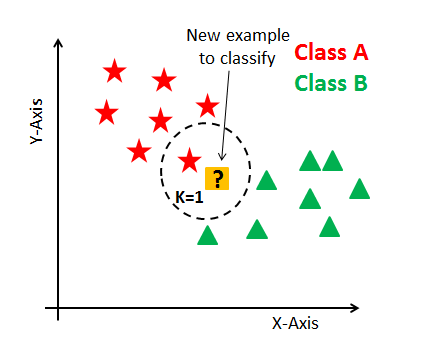 New example
to classify
Class A
Class B
Y-Axis
?
K=1
X-Axis